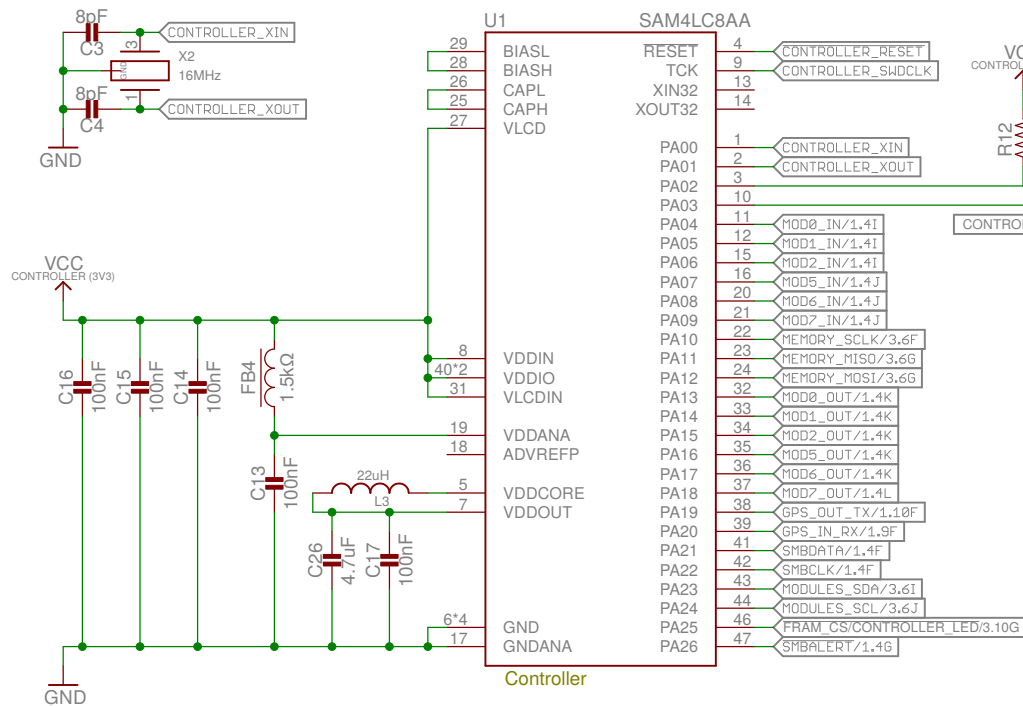 8pF
C3
3
CONTROLLER_XIN
X2
GND
16MHz
8pF
1
CONTROLLER_XOUT
C4
GND
VCC
CONTROLLER (3V3)
C16
100nF
C15
100nF
C14
100nF
FB4
1.5kΩ
C13
100nF
22uH
L3
C26
4.7uF
C17
100nF
GND
U1
SAM4LC8AA
29 BIASL
28 BIASH
26 CAPL
25 CAPH
27 VLCD
8 VDDIN
40*2 VDDIO
31 VLCDIN
19 VDDANA
18 ADVREFP
5 VDDCORE
7 VDDOUT
6*4 GND
17 GNDANA
RESET 4 CONTROLLER_RESET
TCK 9 CONTROLLER_SWDCLK
XIN32 13
XOUT32 14
PA00 1 CONTROLLER_XIN
PA01 2 CONTROLLER_XOUT
PA02 3
PA03 10
PA04 11 MOD0_IN/1.4I
PA05 12 MOD1_IN/1.4I
PA06 15 MOD2_IN/1.4I
PA07 16 MOD5_IN/1.4J
PA08 20 MOD6_IN/1.4J
PA09 21 MOD7_IN/1.4J
PA10 22 MEMORY_SCLK/3.6F
PA11 23 MEMORY_MISO/3.6G
PA12 24 MEMORY_MOSI/3.6G
PA13 32 MOD0_OUT/1.4K
PA14 33 MOD1_OUT/1.4K
PA15 34 MOD2_OUT/1.4K
PA16 35 MOD5_OUT/1.4K
PA17 36 MOD6_OUT/1.4K
PA18 37 MOD7_OUT/1.4L
PA19 38 GPS_OUT_TX/1.10F
PA20 39 GPS_IN_RX/1.9F
PA21 41 SMBDATA/1.4F
PA22 42 SMBCLK/1.4F
PA23 43 MODULES_SDA/3.6I
PA24 44 MODULES_SCL/3.6J
PA25 46 FRAM_CS/CONTROLLER_LED/3.10G
PA26 47 SMBALERT/1.4G
Controller
R12